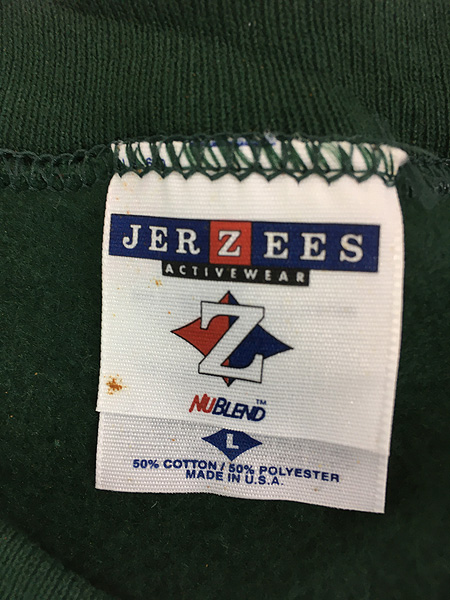 JERZEES
ACTIVEWEAR
Z
NUBLEND™
L
50% COTTON / 50% POLYESTER
MADE IN U.S.A.